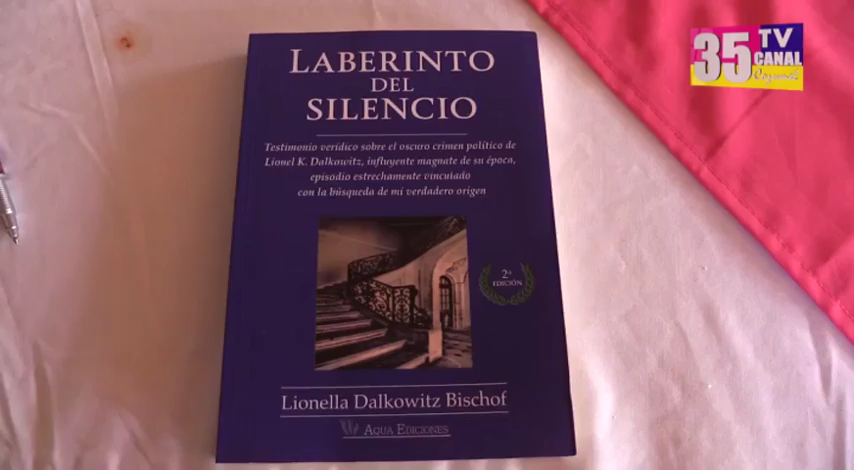 LABERINTO
DEL
SILENCIO
Testimonio verídico sobre el oscuro crimen político de
Lionel K. Dalkowitz, influyente magnate de su época,
episodio estrechamente vinculado
con la búsqueda de mi verdadero origen
2ª
EDICIÓN
Lionella Dalkowitz Bischof
AQUA EDICIONES
35 TV
CANAL
Cozumel